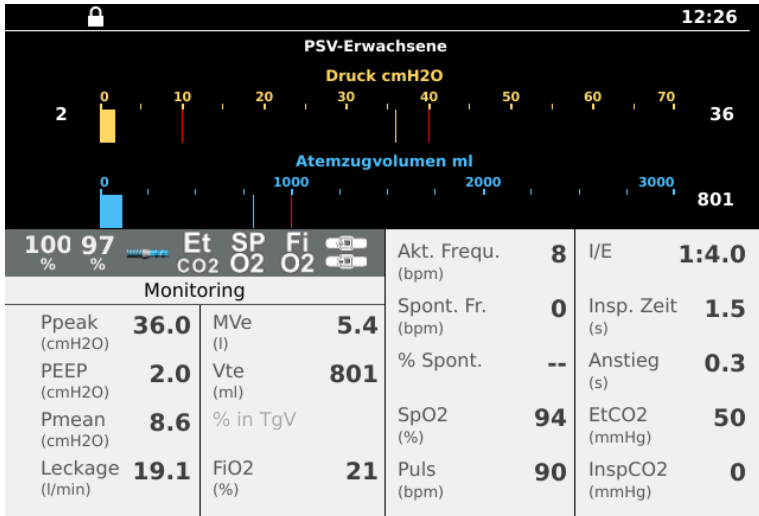 12:26
PSV-Erwachsene
Druck cmH2O
0 10 20 30 40 50 60 70
2 36
Atemzugvolumen ml
0 1000 2000 3000
801
100 % 97 % Et CO2 SP O2 Fi O2
Monitoring
Ppeak (cmH2O) 36.0
PEEP (cmH2O) 2.0
Pmean (cmH2O) 8.6
Leckage (l/min) 19.1
MVe (l) 5.4
Vte (ml) 801
% in TgV
FiO2 (%) 21
Akt. Frequ. (bpm) 8
Spont. Fr. (bpm) 0
% Spont. --
SpO2 (%) 94
Puls (bpm) 90
I/E 1:4.0
Insp. Zeit (s) 1.5
Anstieg (s) 0.3
EtCO2 (mmHg) 50
InspCO2 (mmHg) 0